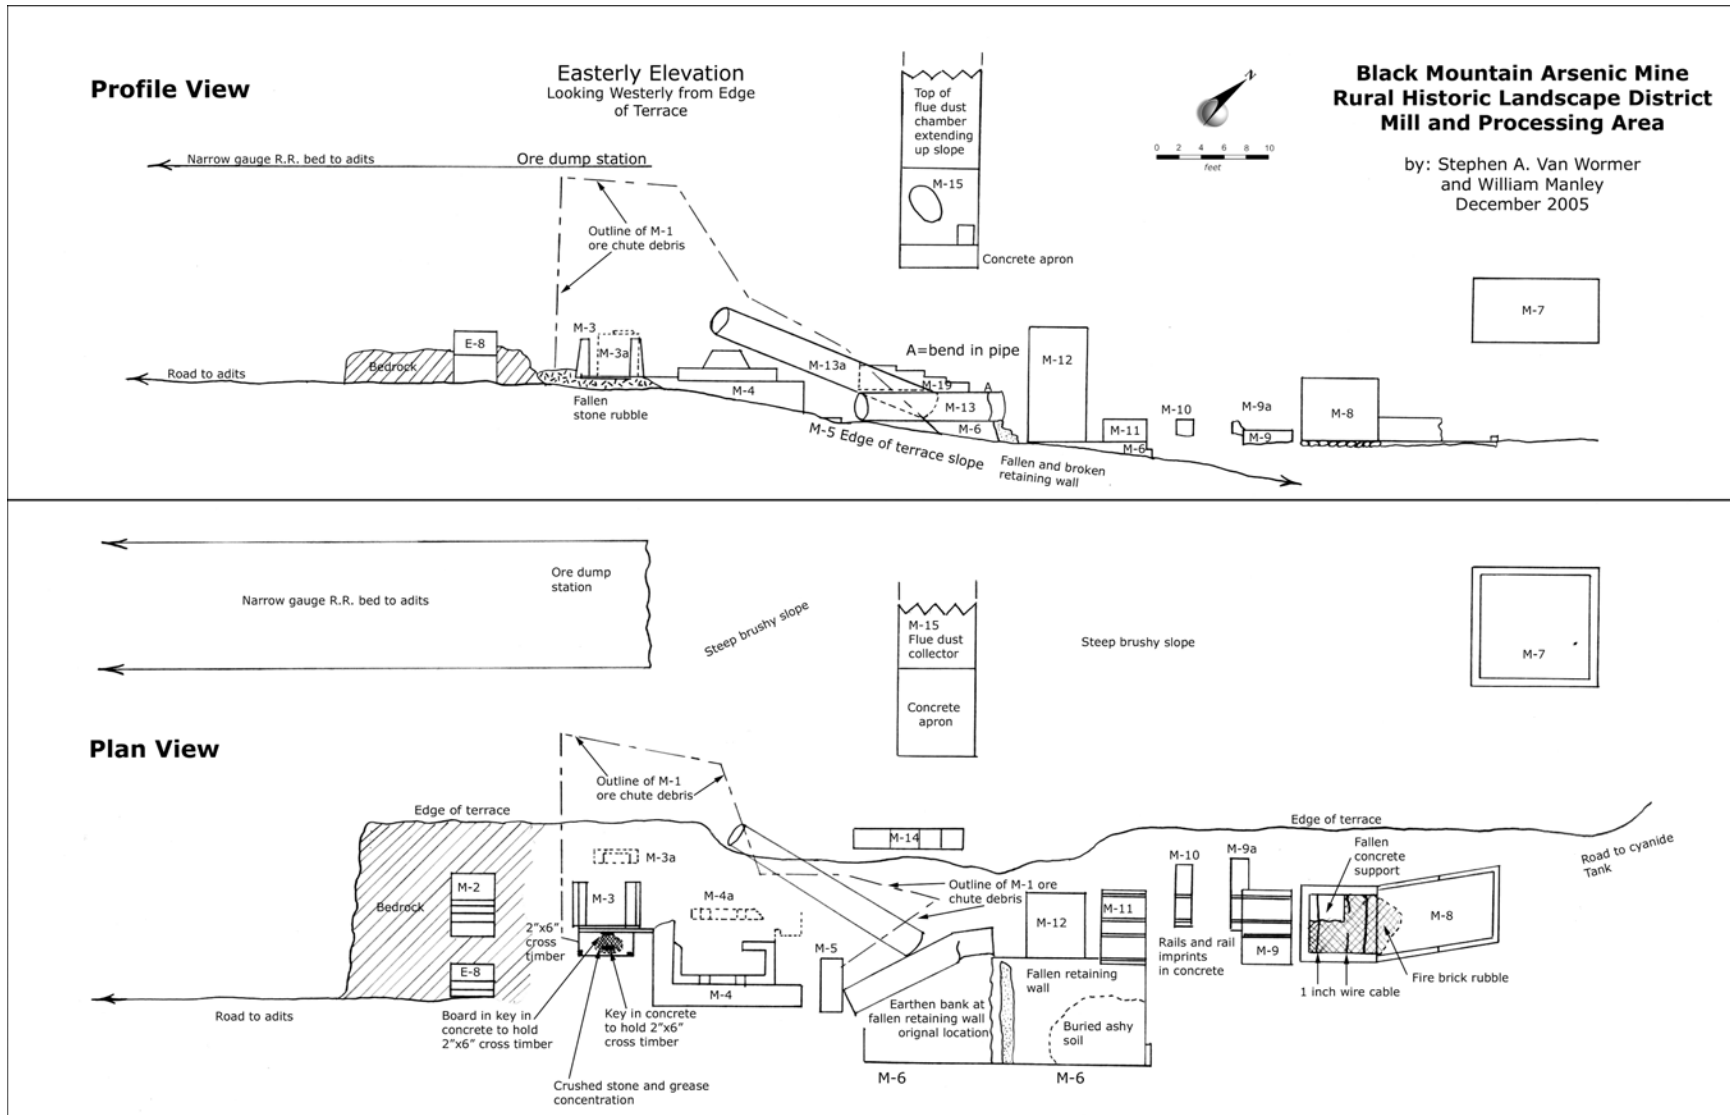 Profile View
Easterly Elevation
Looking Westerly from Edge
of Terrace
Black Mountain Arsenic Mine
Rural Historic Landscape District
Mill and Processing Area
by: Stephen A. Van Wormer
and William Manley
December 2005
N
0 2 4 6 8 10
feet
Top of
flue dust
chamber
extending
up slope
M-15
Concrete apron
Narrow gauge R.R. bed to adits
Ore dump station
Outline of M-1
ore chute debris
M-7
E-8
Bedrock
Road to adits
M-3
M-3a
Fallen
stone rubble
M-4
M-13a
A=bend in pipe
M-19
A
M-13
M-6
M-5 Edge of terrace slope
Fallen and broken
retaining wall
M-12
M-11
M-6
M-10
M-9a
M-9
M-8
Plan View
Narrow gauge R.R. bed to adits
Ore dump
station
Steep brushy slope
M-15
Flue dust
collector
Concrete
apron
Steep brushy slope
M-7
Outline of M-1
ore chute debris
Edge of terrace
Bedrock
M-2
E-8
Road to adits
M-3a
M-3
2"x6"
cross
timber
Board in key in
concrete to hold
2"x6" cross timber
Key in concrete
to hold 2"x6"
cross timber
Crushed stone and grease
concentration
M-4a
M-4
M-5
M-14
Outline of M-1 ore
chute debris
Earthen bank at
fallen retaining wall
orignal location
M-6
Fallen retaining
wall
Buried ashy
soil
M-6
M-12
M-11
M-10
Rails and rail
imprints
in concrete
M-9a
M-9
Edge of terrace
Fallen
concrete
support
M-8
Fire brick rubble
1 inch wire cable
Road to cyanide
Tank